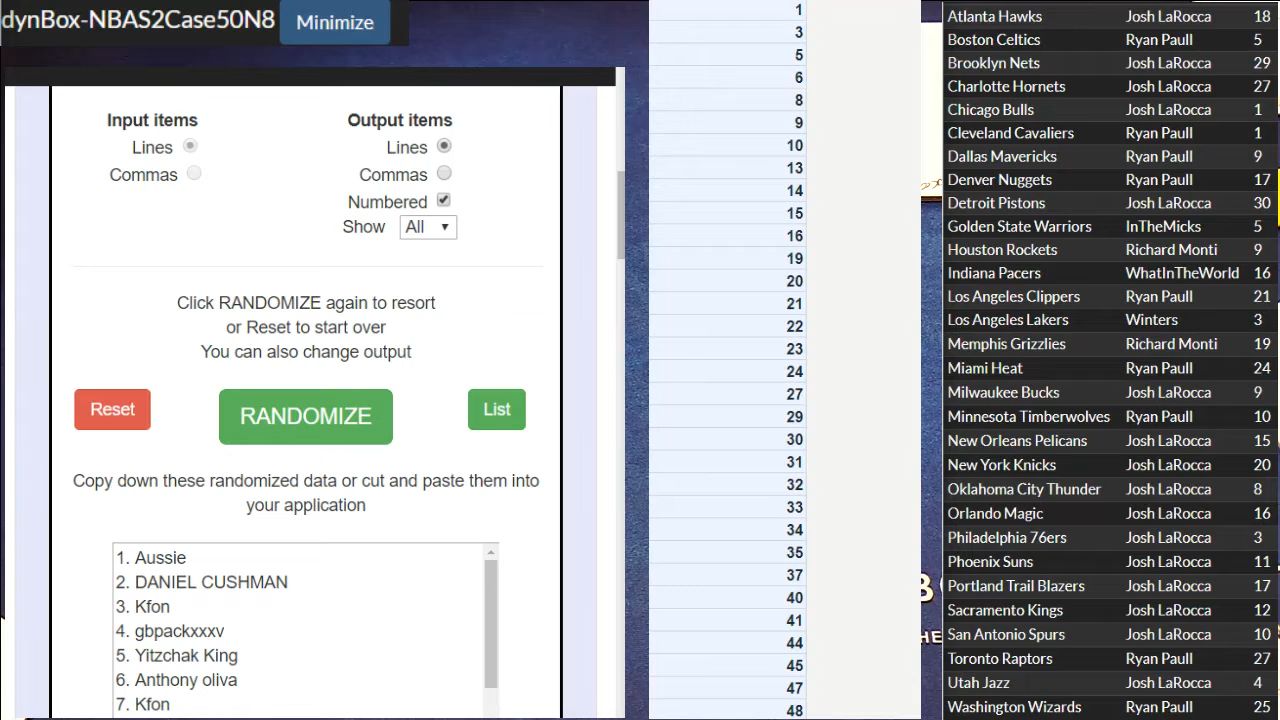 dynBox-NBAS2Case50N8
Minimize
Input items
Lines
Commas
Output items
Lines
Commas
Numbered
Show All
Click RANDOMIZE again to resort
or Reset to start over
You can also change output
Reset
RANDOMIZE
List
Copy down these randomized data or cut and paste them into
your application
1. Aussie
2. DANIEL CUSHMAN
3. Kfon
4. gbpackxxxv
5. Yitzchak King
6. Anthony oliva
7. Kfon
1
3
5
6
8
9
10
13
14
15
16
19
20
21
22
23
24
27
29
30
31
32
33
34
35
37
40
41
44
45
47
48
Atlanta Hawks Josh LaRocca 18
Boston Celtics Ryan Paull 5
Brooklyn Nets Josh LaRocca 29
Charlotte Hornets Josh LaRocca 27
Chicago Bulls Josh LaRocca 1
Cleveland Cavaliers Ryan Paull 1
Dallas Mavericks Ryan Paull 9
Denver Nuggets Ryan Paull 17
Detroit Pistons Josh LaRocca 30
Golden State Warriors InTheMicks 5
Houston Rockets Richard Monti 9
Indiana Pacers WhatInTheWorld 16
Los Angeles Clippers Ryan Paull 21
Los Angeles Lakers Winters 3
Memphis Grizzlies Richard Monti 19
Miami Heat Ryan Paull 24
Milwaukee Bucks Josh LaRocca 9
Minnesota Timberwolves Ryan Paull 10
New Orleans Pelicans Josh LaRocca 15
New York Knicks Josh LaRocca 20
Oklahoma City Thunder Josh LaRocca 8
Orlando Magic Josh LaRocca 16
Philadelphia 76ers Josh LaRocca 3
Phoenix Suns Josh LaRocca 11
Portland Trail Blazers Josh LaRocca 17
Sacramento Kings Josh LaRocca 12
San Antonio Spurs Josh LaRocca 10
Toronto Raptors Ryan Paull 27
Utah Jazz Josh LaRocca 4
Washington Wizards Ryan Paull 25